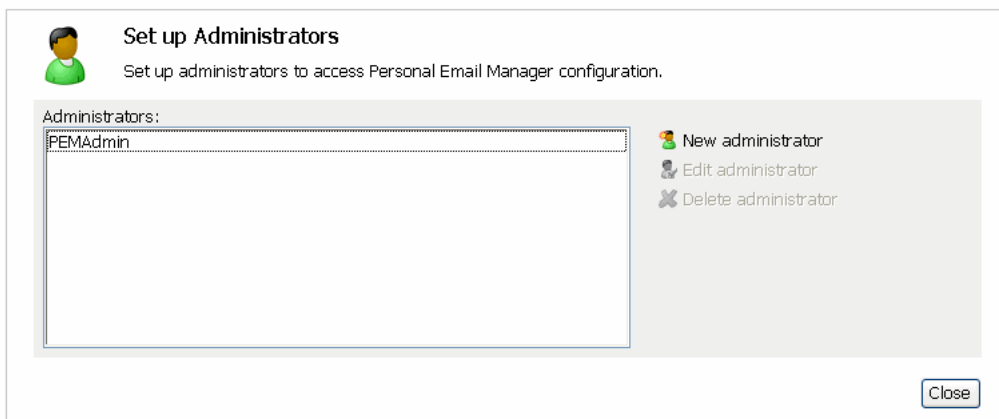 Set up Administrators
Set up administrators to access Personal Email Manager configuration.
Administrators:
PEMAdmin
New administrator
Edit administrator
Delete administrator
Close